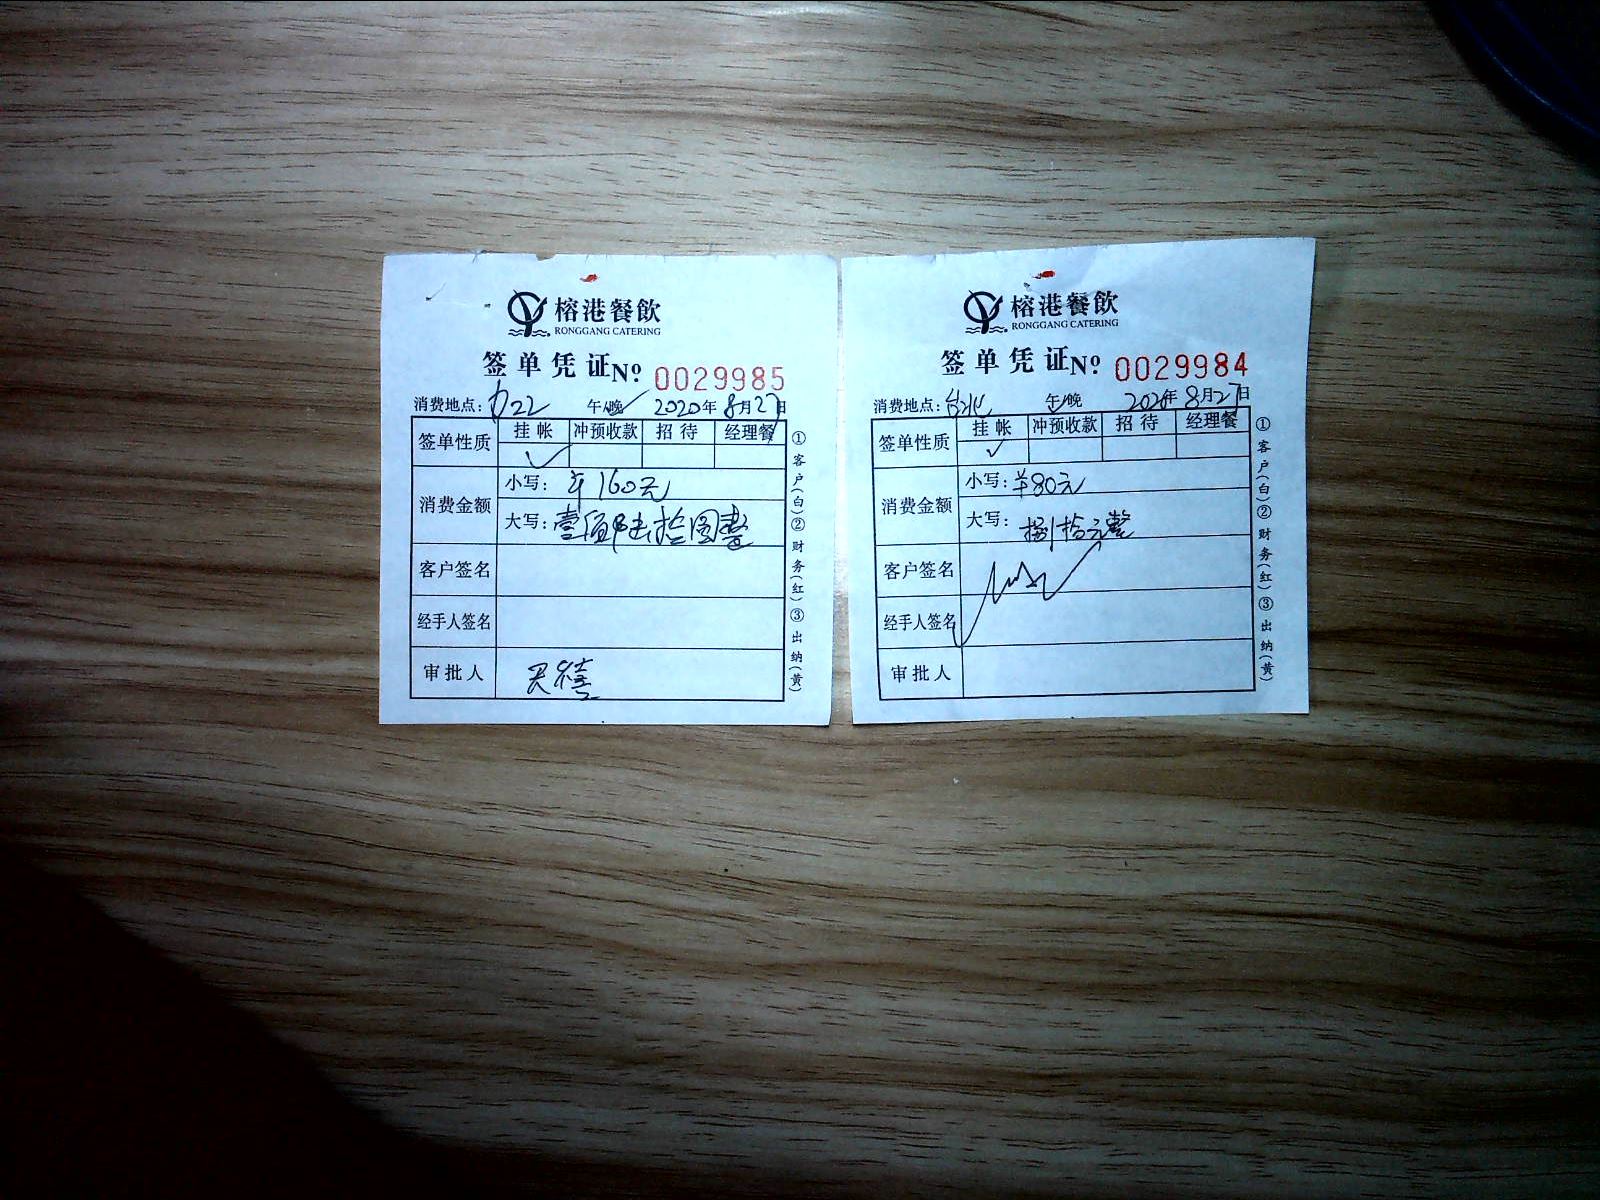 榕港餐飲
RONGGANG CATERING
签单凭证№ 0029985
消费地点：022 午/晚 2020年8月27日
签单性质 挂帐 冲预收款 招待 经理餐
消费金额 小写：¥160元
大写：壹佰陆拾圆整
客户签名
经手人签名
审批人
①客户(白)②财务(红)③出纳(黄)
榕港餐飲
RONGGANG CATERING
签单凭证№ 0029984
消费地点： 午/晚 2020年8月27日
签单性质 挂帐 冲预收款 招待 经理餐
消费金额 小写：¥80元
大写：捌拾元整
客户签名
经手人签名
审批人
①客户(白)②财务(红)③出纳(黄)